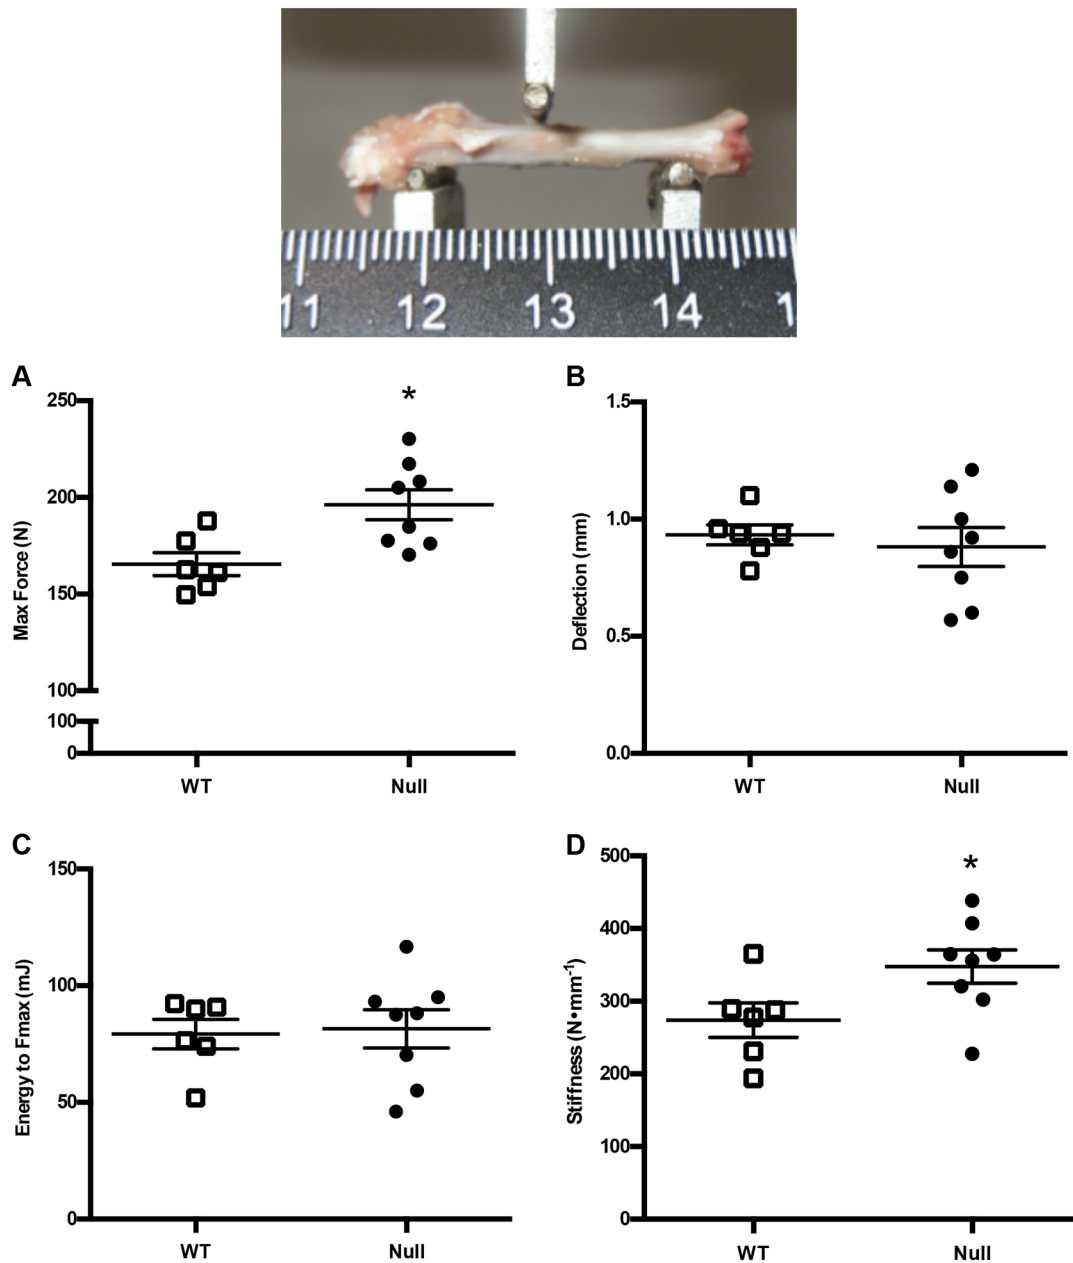 11 12 13 14 1
A
250
200
150
100
100
0
Max Force (N)
*
WT Null
B
1.5
1.0
0.5
0.0
Deflection (mm)
WT Null
C
150
100
50
0
Energy to Fmax (mJ)
WT Null
D
500
400
300
200
100
0
Stiffness (N•mm⁻¹)
*
WT Null